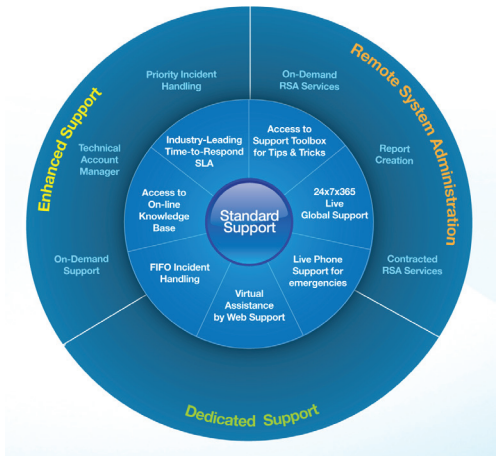 Enhanced Support
Remote System Administration
Dedicated Support
Priority Incident
Handling
Technical
Account
Manager
On-Demand
Support
On-Demand
RSA Services
Report
Creation
Contracted
RSA Services
Industry-Leading
Time-to-Respond
SLA
Access to
Support Toolbox
for Tips & Tricks
Access to
On-line
Knowledge
Base
24x7x365
Live
Global Support
Standard
Support
FIFO Incident
Handling
Live Phone
Support for
emergencies
Virtual
Assistance
by Web Support